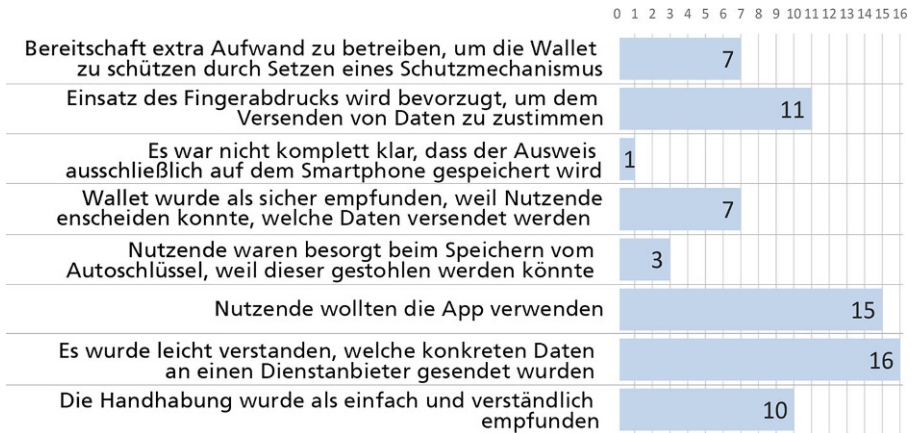 0 1 2 3 4 5 6 7 8 9 10 11 12 13 14 15 16
Bereitschaft extra Aufwand zu betreiben, um die Wallet
zu schützen durch Setzen eines Schutzmechanismus
7
Einsatz des Fingerabdrucks wird bevorzugt, um dem
Versenden von Daten zu zustimmen
11
Es war nicht komplett klar, dass der Ausweis
ausschließlich auf dem Smartphone gespeichert wird
1
Wallet wurde als sicher empfunden, weil Nutzende
enscheiden konnte, welche Daten versendet werden
7
Nutzende waren besorgt beim Speichern vom
Autoschlüssel, weil dieser gestohlen werden könnte
3
Nutzende wollten die App verwenden
15
Es wurde leicht verstanden, welche konkreten Daten
an einen Dienstanbieter gesendet wurden
16
Die Handhabung wurde als einfach und verständlich
empfunden
10